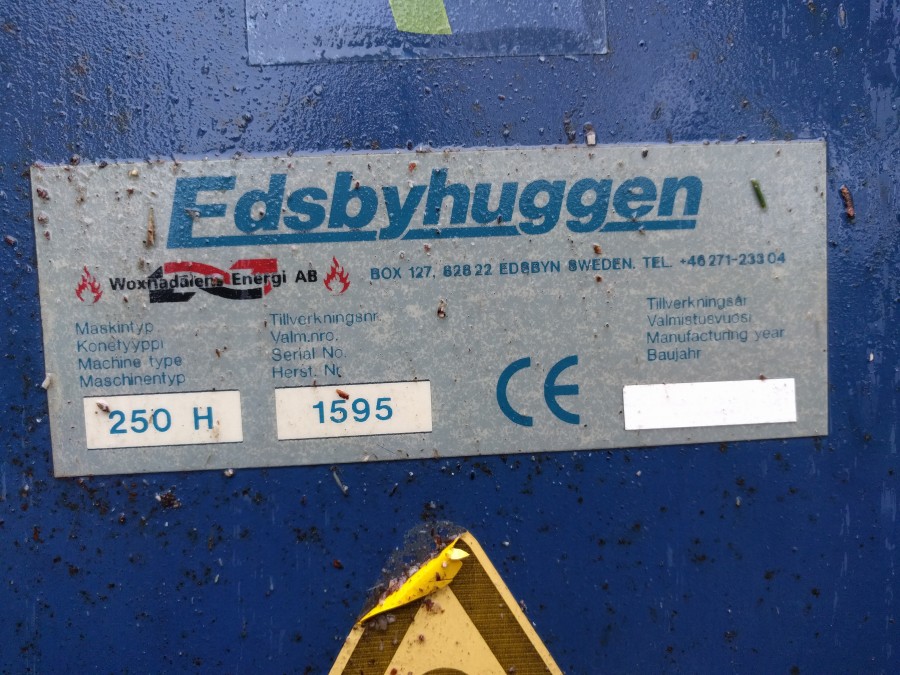 Edsbyhuggen
Woxnadalens Energi AB
BOX 127, 828 22 EDSBYN SWEDEN. TEL. +46 271-233 04
Maskintyp
Konetyyppi
Machine type
Maschinentyp
250 H
Tillverkningsnr.
Valm.nro.
Serial No.
Herst. Nr.
1595
CE
Tillverkningsår
Valmistusvuosi
Manufacturing year
Baujahr